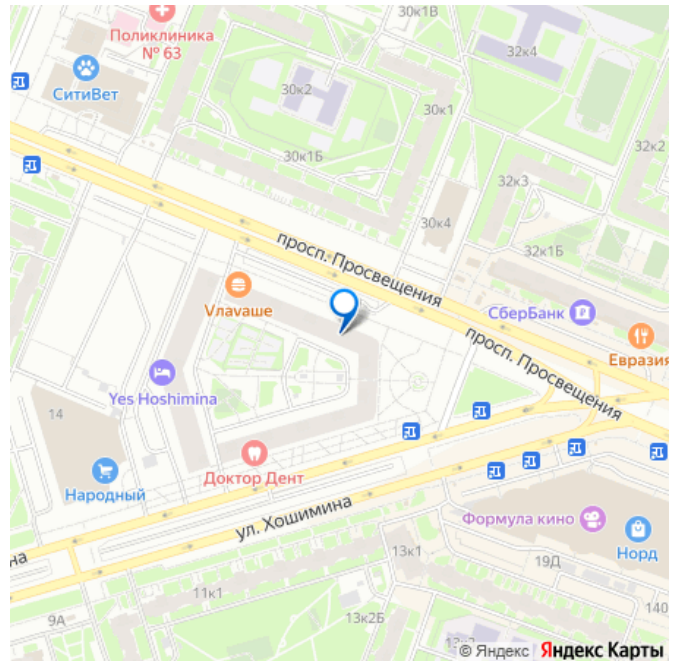 30к1В
Поликлиника
№ 63
32к4
СитиВет
30к2
30к1
32к2
30к1Б
32к3
30к4
просп. Просвещения
32к1Б
Vлаvаше
СберБанк
просп. Просвещения
Евразия
Yes Hoshimina
14
Доктор Дент
Народный
ул. Хошимина
Формула кино
Норд
на
13к1
19Д
11к1
140
9А
13к2Б
© Яндекс Яндекс Карты